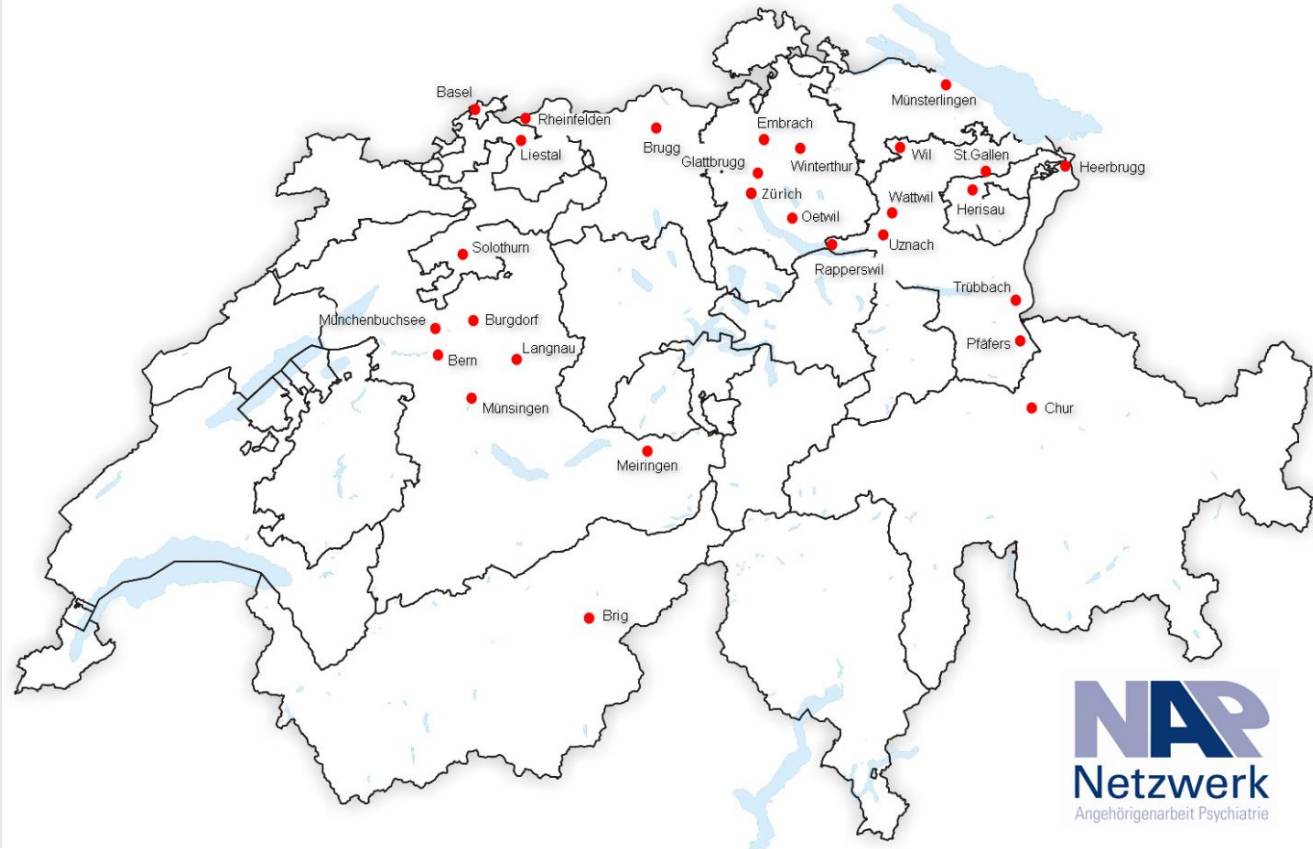 Basel
Rheinfelden
Liestal
Brugg
Embrach
Winterthur
Glattbrugg
Zürich
Oetwil
Rapperswil
Münsterlingen
Wil
St.Gallen
Heerbrugg
Wattwil
Herisau
Uznach
Trübbach
Pfäfers
Chur
Solothurn
Münchenbuchsee
Burgdorf
Bern
Langnau
Münsingen
Meiringen
Brig
NAP
Netzwerk
Angehörigenarbeit Psychiatrie